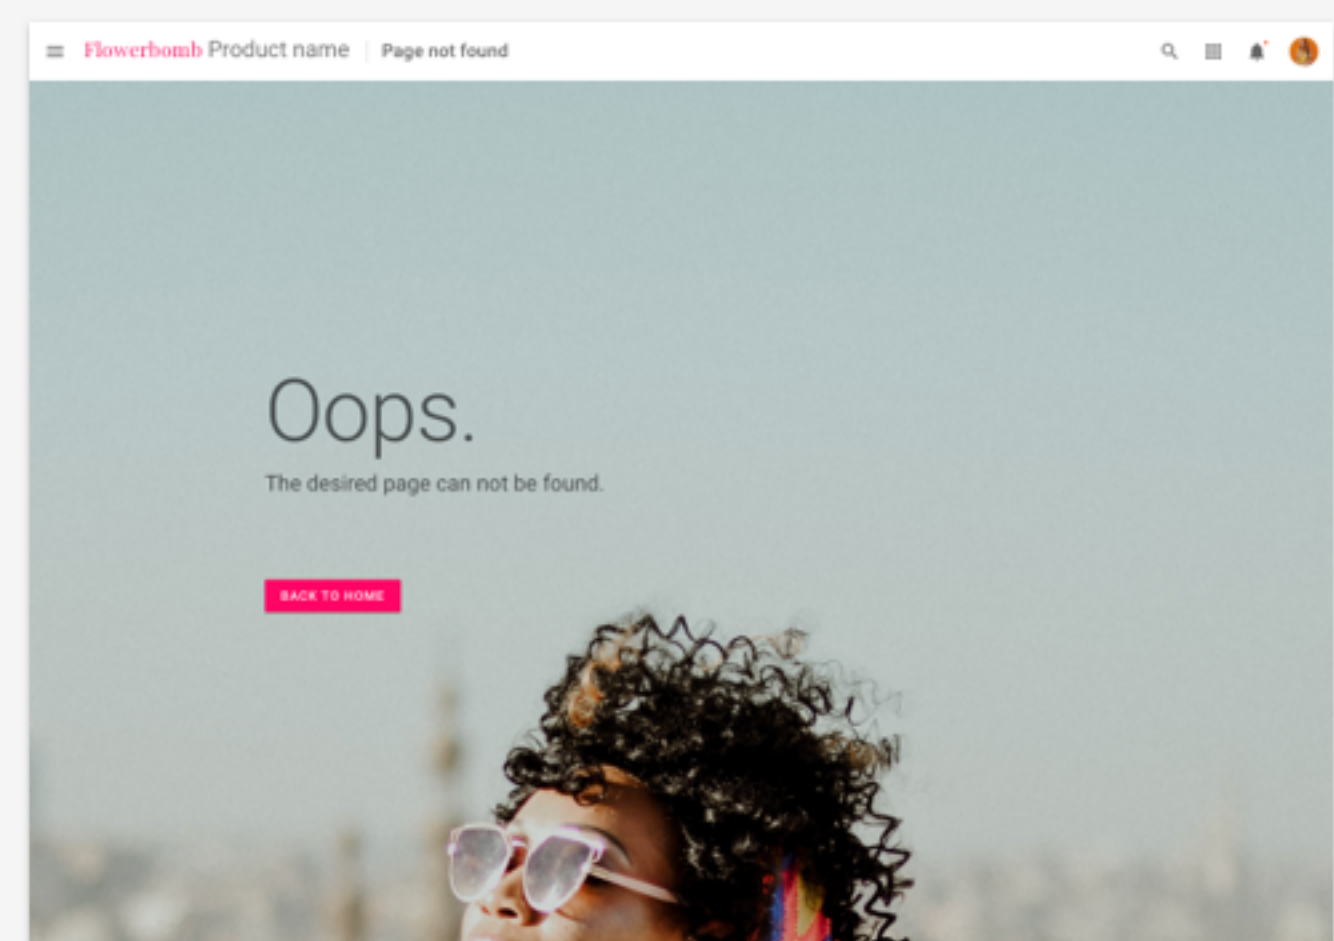 Flowerbomb Product name Page not found
Oops.
The desired page can not be found.
BACK TO HOME